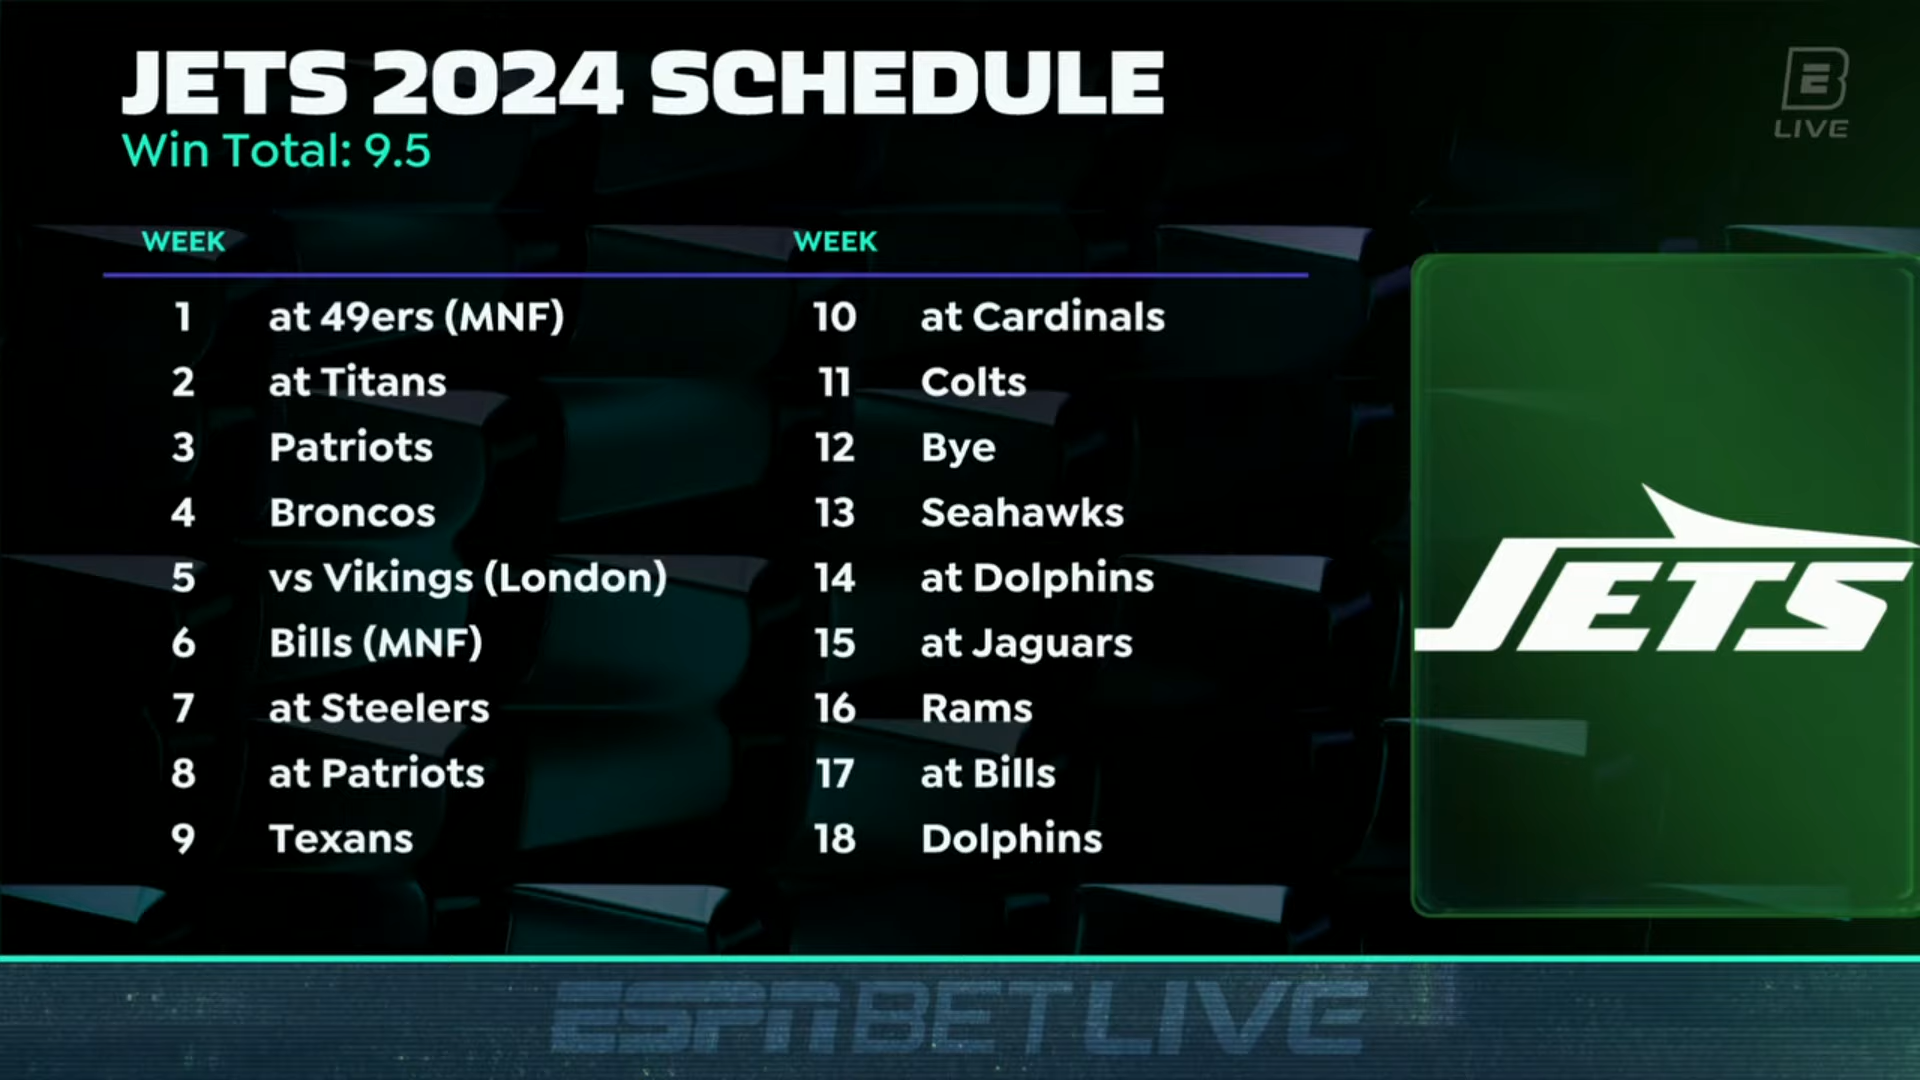 JETS 2024 SCHEDULE
Win Total: 9.5
B LIVE
WEEK
1 at 49ers (MNF)
2 at Titans
3 Patriots
4 Broncos
5 vs Vikings (London)
6 Bills (MNF)
7 at Steelers
8 at Patriots
9 Texans
WEEK
10 at Cardinals
11 Colts
12 Bye
13 Seahawks
14 at Dolphins
15 at Jaguars
16 Rams
17 at Bills
18 Dolphins
JETS
ESPN BET LIVE